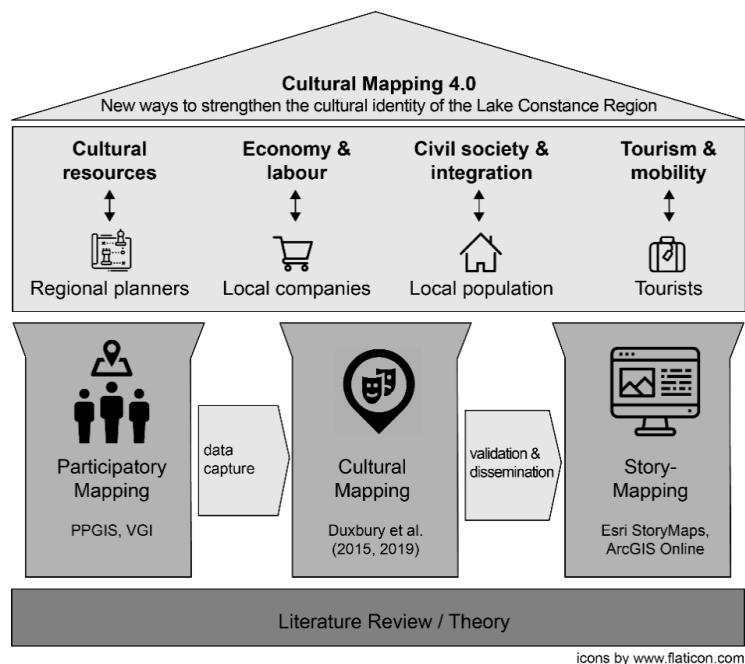 Cultural Mapping 4.0
New ways to strengthen the cultural identity of the Lake Constance Region
Cultural
resources
Regional planners
Economy &
labour
Local companies
Civil society &
integration
Local population
Tourism &
mobility
Tourists
Participatory
Mapping
PPGIS, VGI
data
capture
Cultural
Mapping
Duxbury et al.
(2015, 2019)
validation &
dissemination
Story-
Mapping
Esri StoryMaps,
ArcGIS Online
Literature Review / Theory
icons by www.flaticon.com